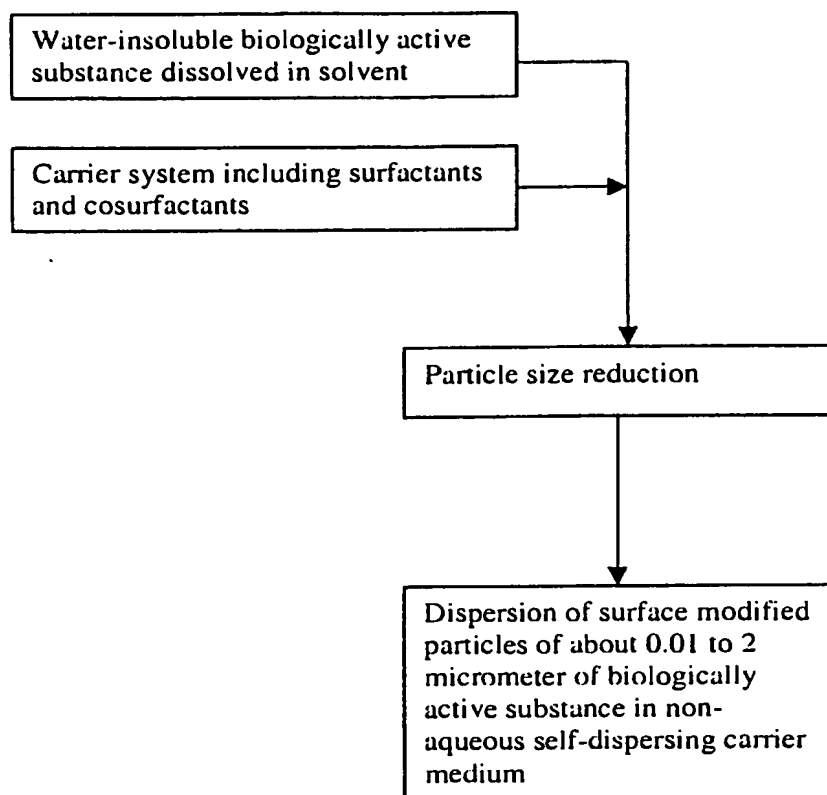 Water-insoluble biologically active
substance dissolved in solvent
Carrier system including surfactants
and cosurfactants
Particle size reduction
Dispersion of surface modified
particles of about 0.01 to 2
micrometer of biologically
active substance in non-
aqueous self-dispersing carrier
medium